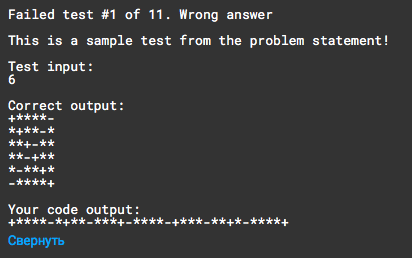 Failed test #1 of 11. Wrong answer
This is a sample test from the problem statement!
Test input:
6
Correct output:
+****-
*+**-*
**+-**
**-+**
*-**+*
-****+
Your code output:
+****-*+**-***+-****-+***-**+*-****+
Свернуть